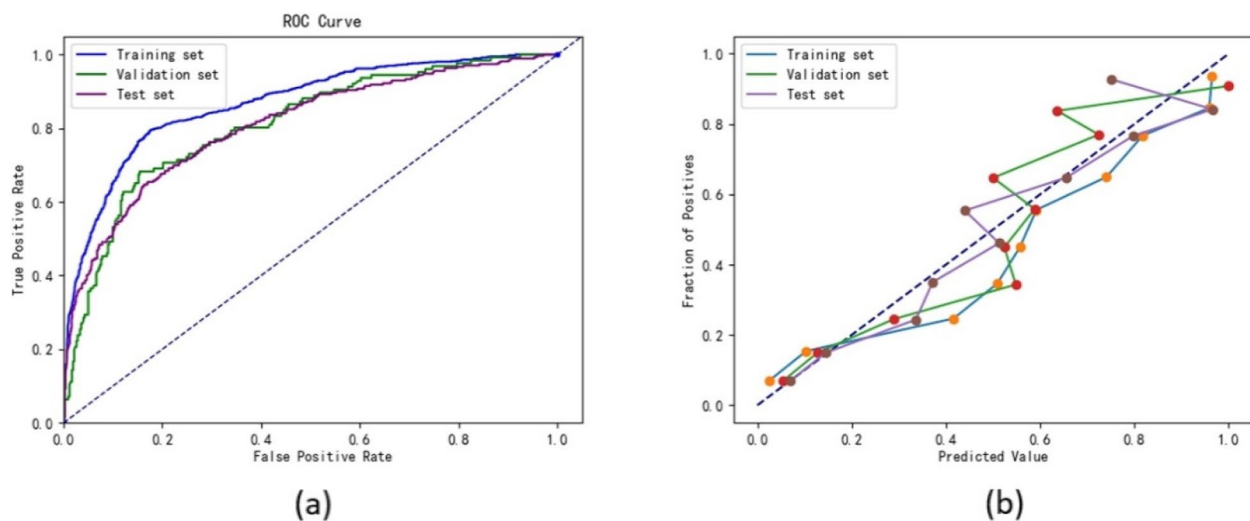 ROC Curve
1.0
0.8
0.6
0.4
0.2
0.0
True Positive Rate
Training set
Validation set
Test set
0.0 0.2 0.4 0.6 0.8 1.0
False Positive Rate
(a)
1.0
0.8
0.6
0.4
0.2
0.0
Fraction of Positives
Training set
Validation set
Test set
0.0 0.2 0.4 0.6 0.8 1.0
Predicted Value
(b)